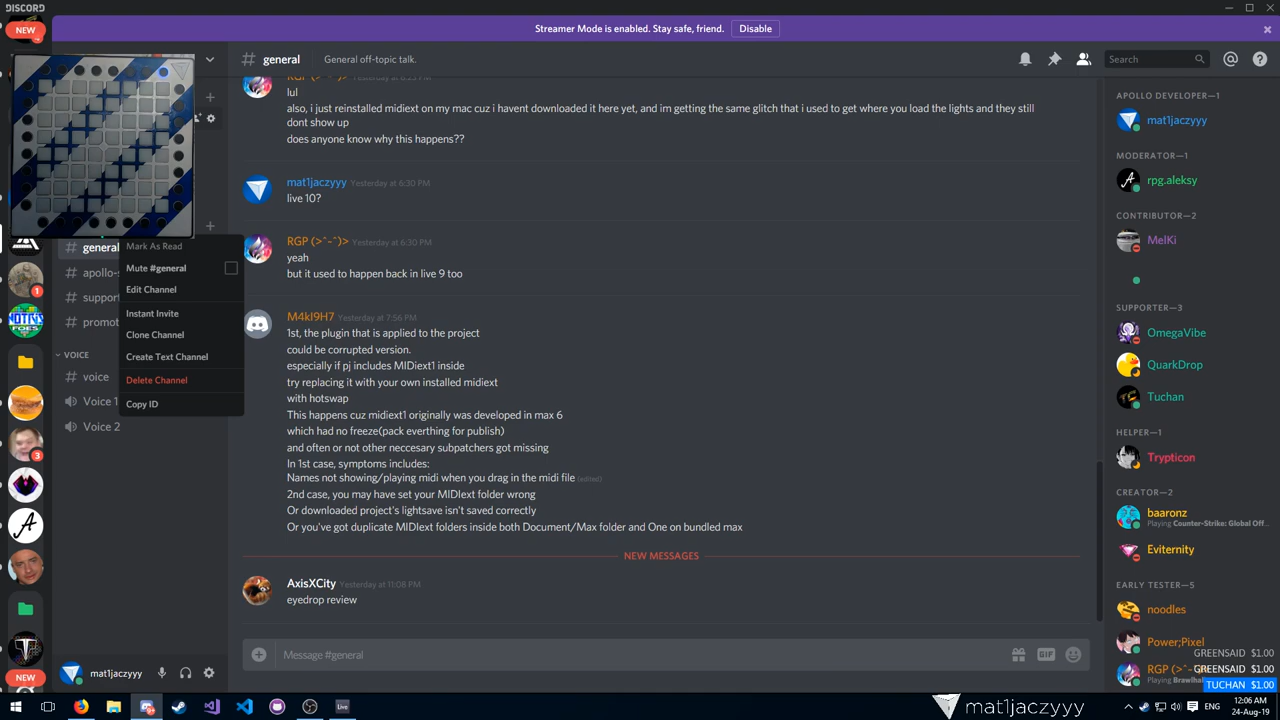 DISCORD
NEW
Streamer Mode is enabled. Stay safe, friend.
Disable
# general
General off-topic talk.
Search
RGP (>ˆ-ˆ)> Yesterday at 6:23 PM
lul
also, i just reinstalled midiext on my mac cuz i havent downloaded it here yet, and im getting the same glitch that i used to get where you load the lights and they still
dont show up
does anyone know why this happens??
mat1jaczyyy Yesterday at 6:30 PM
live 10?
RGP (>ˆ-ˆ)> Yesterday at 6:30 PM
yeah
but it used to happen back in live 9 too
M4kI9H7 Yesterday at 7:56 PM
1st, the plugin that is applied to the project
could be corrupted version.
especially if pj includes MIDIext1 inside
try replacing it with your own installed midiext
with hotswap
This happens cuz midiext1 originally was developed in max 6
which had no freeze(pack everthing for publish)
and often or not other neccesary subpatchers got missing
In 1st case, symptoms includes:
Names not showing/playing midi when you drag in the midi file (edited)
2nd case, you may have set your MIDIext folder wrong
Or downloaded project's lightsave isn't saved correctly
Or you've got duplicate MIDIext folders inside both Document/Max folder and One on bundled max
NEW MESSAGES
AxisXCity Yesterday at 11:08 PM
eyedrop review
Message #general
GIF
# general
# apollo-s
# support
# promot
VOICE
# voice
Voice 1
Voice 2
Mark As Read
Mute #general
Edit Channel
Instant Invite
Clone Channel
Create Text Channel
Delete Channel
Copy ID
1
3
NEW
mat1jaczyyy
APOLLO DEVELOPER—1
mat1jaczyyy
MODERATOR—1
rpg.aleksy
CONTRIBUTOR—2
MelKi
SUPPORTER—3
OmegaVibe
QuarkDrop
Tuchan
HELPER—1
Trypticon
CREATOR—2
baaronz
Playing Counter-Strike: Global Off...
Eviternity
EARLY TESTER—5
noodles
Power;Pixel
GREENSAID $1.00
RGP (>ˆ-
GREENSAID $1.00
Playing Brawlhal
TUCHAN $1.00
Live
mat1jaczyyy
ENG
12:06 AM
24-Aug-19